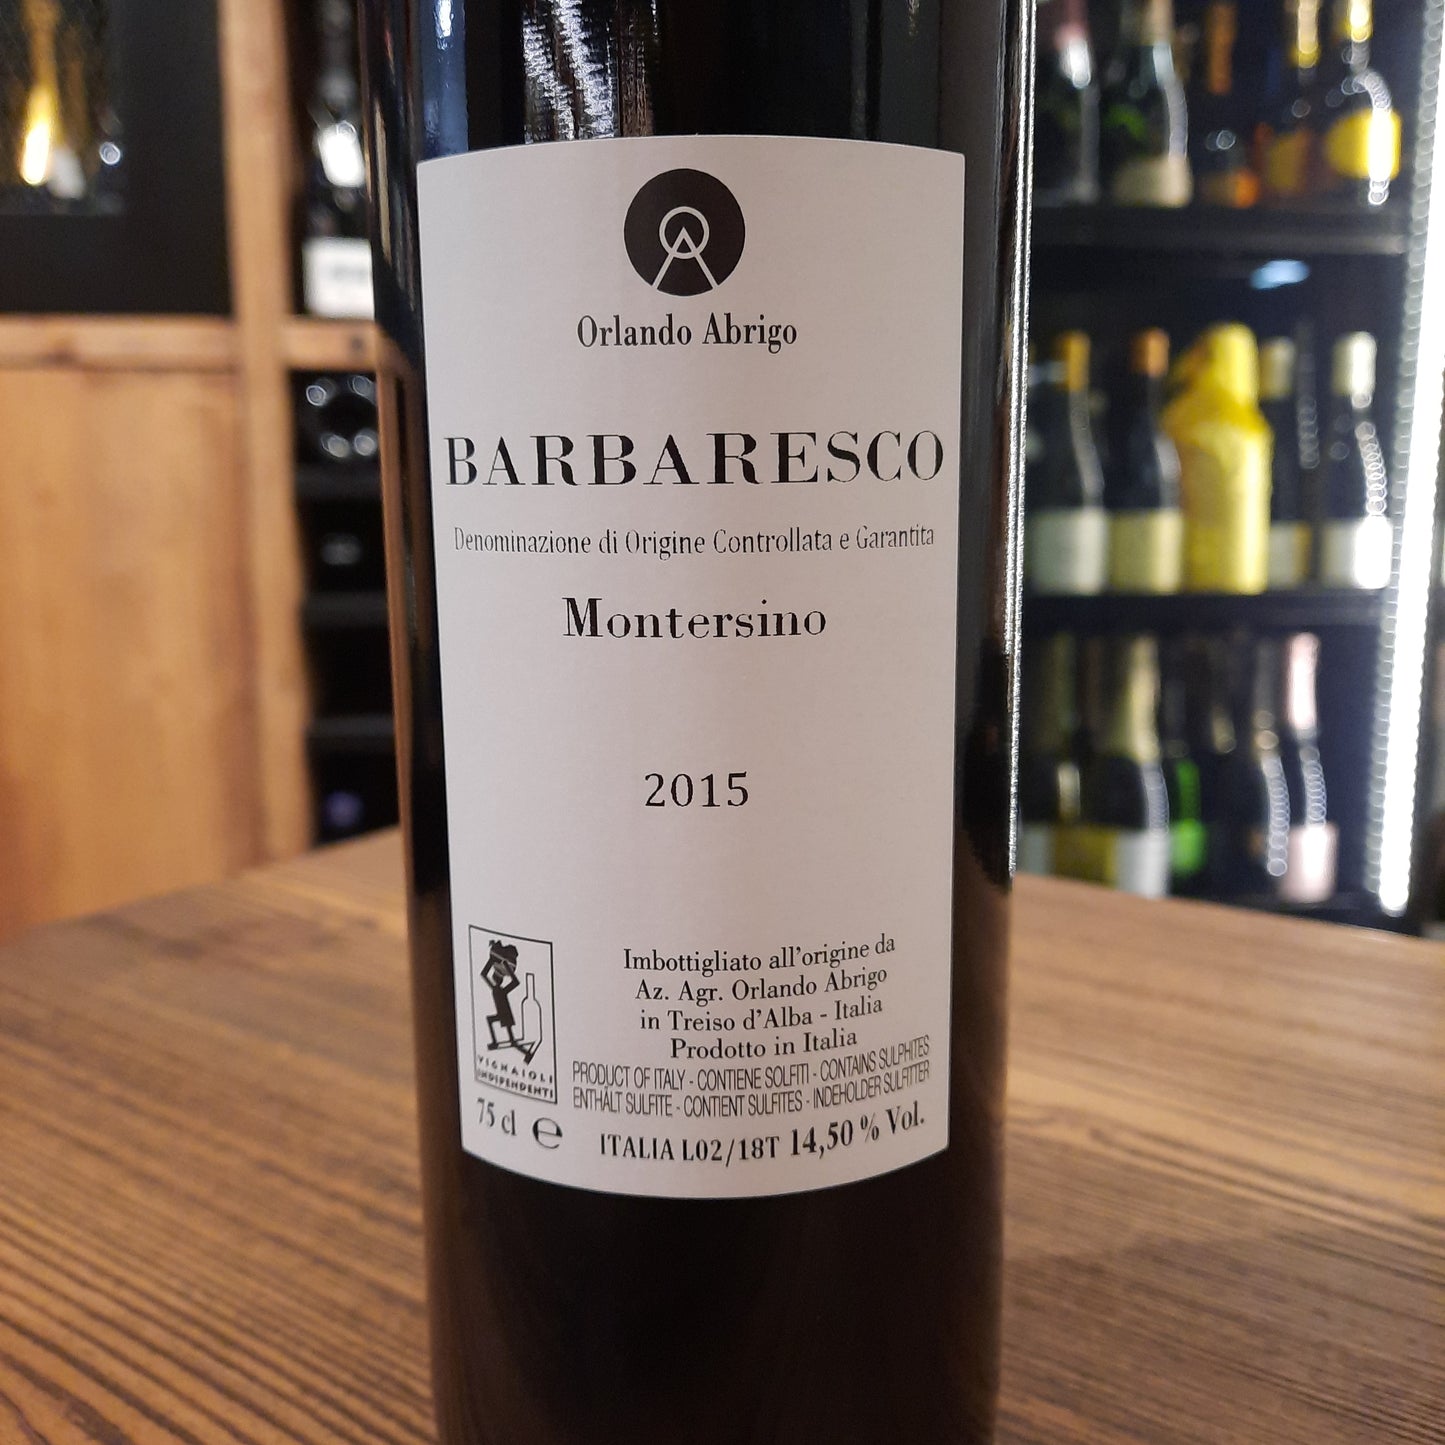 Orlando Abrigo
BARBARESCO
Denominazione di Origine Controllata e Garantita
Montersino
2015
Imbottigliato all'origine da
Az. Agr. Orlando Abrigo
in Treiso d'Alba - Italia
Prodotto in Italia
PRODUCT OF ITALY - CONTIENE SOLFITI - CONTAINS SULPHITES
ENTHÄLT SULFITE - CONTIENT SULFITES - INDEHOLDER SULFITTER
VIGNAIOLI
INDIPENDENTI
75 cl e ITALIA L02/18T 14,50 % Vol.